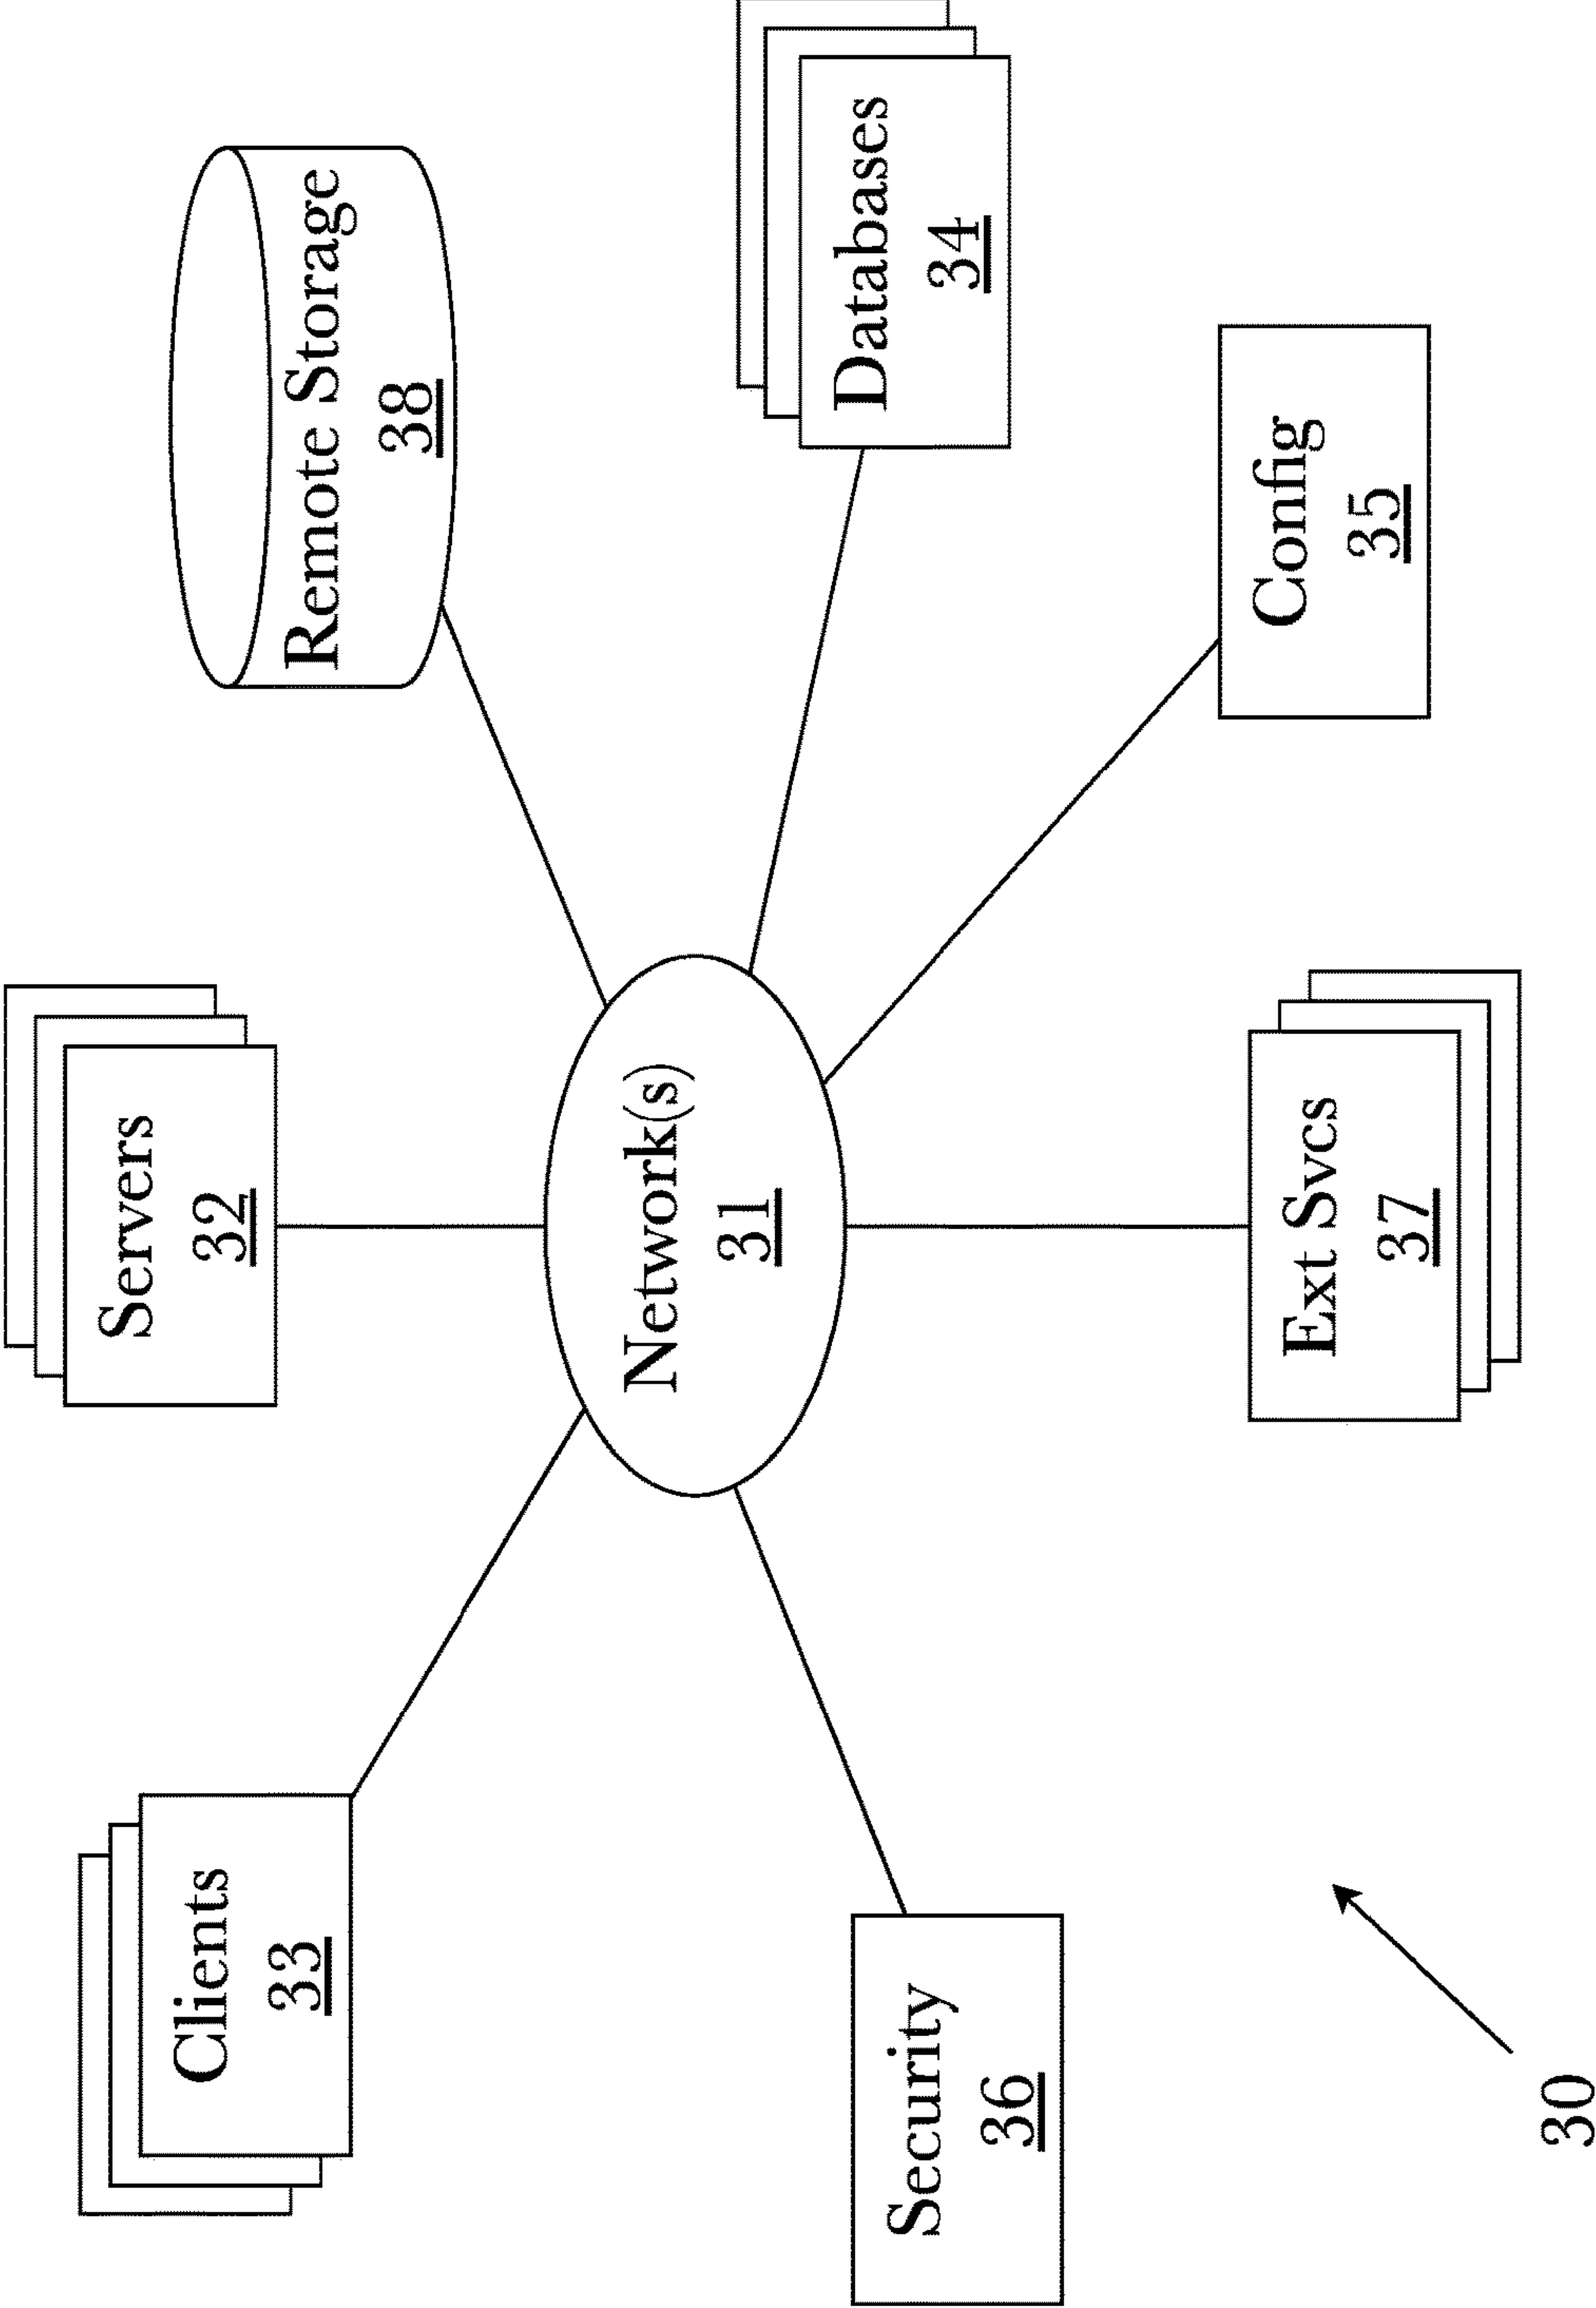 Servers
32
Clients
33
Remote Storage
38
Network(s)
31
Databases
34
Security
36
Ext Svcs
37
Config
35
30